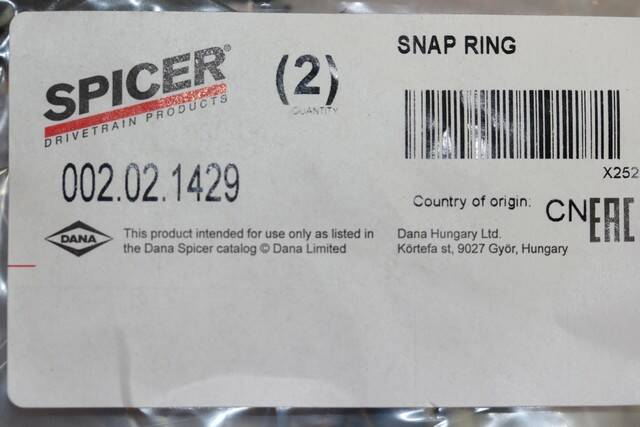 SPICER®
DRIVETRAIN PRODUCTS
(2)
QUANTITY
SNAP RING
X252
002.02.1429
Country of origin: CN
EAC
DANA
This product intended for use only as listed in
the Dana Spicer catalog © Dana Limited
Dana Hungary Ltd.
Körtefa st, 9027 Győr, Hungary